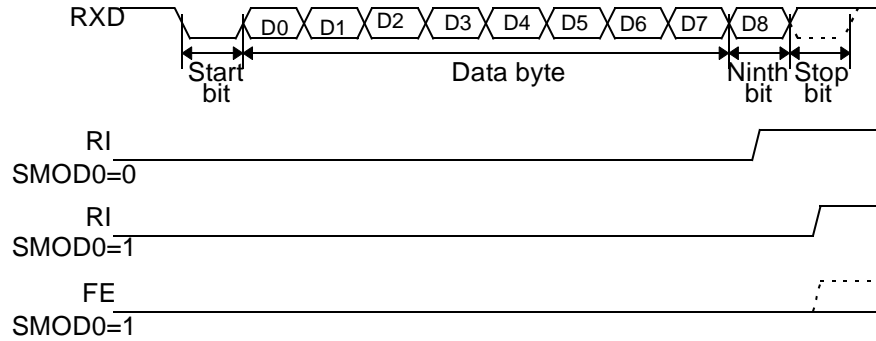 RXD D0 D1 D2 D3 D4 D5 D6 D7 D8
Start bit Data byte Ninth bit Stop bit
RI
SMOD0=0
RI
SMOD0=1
FE
SMOD0=1